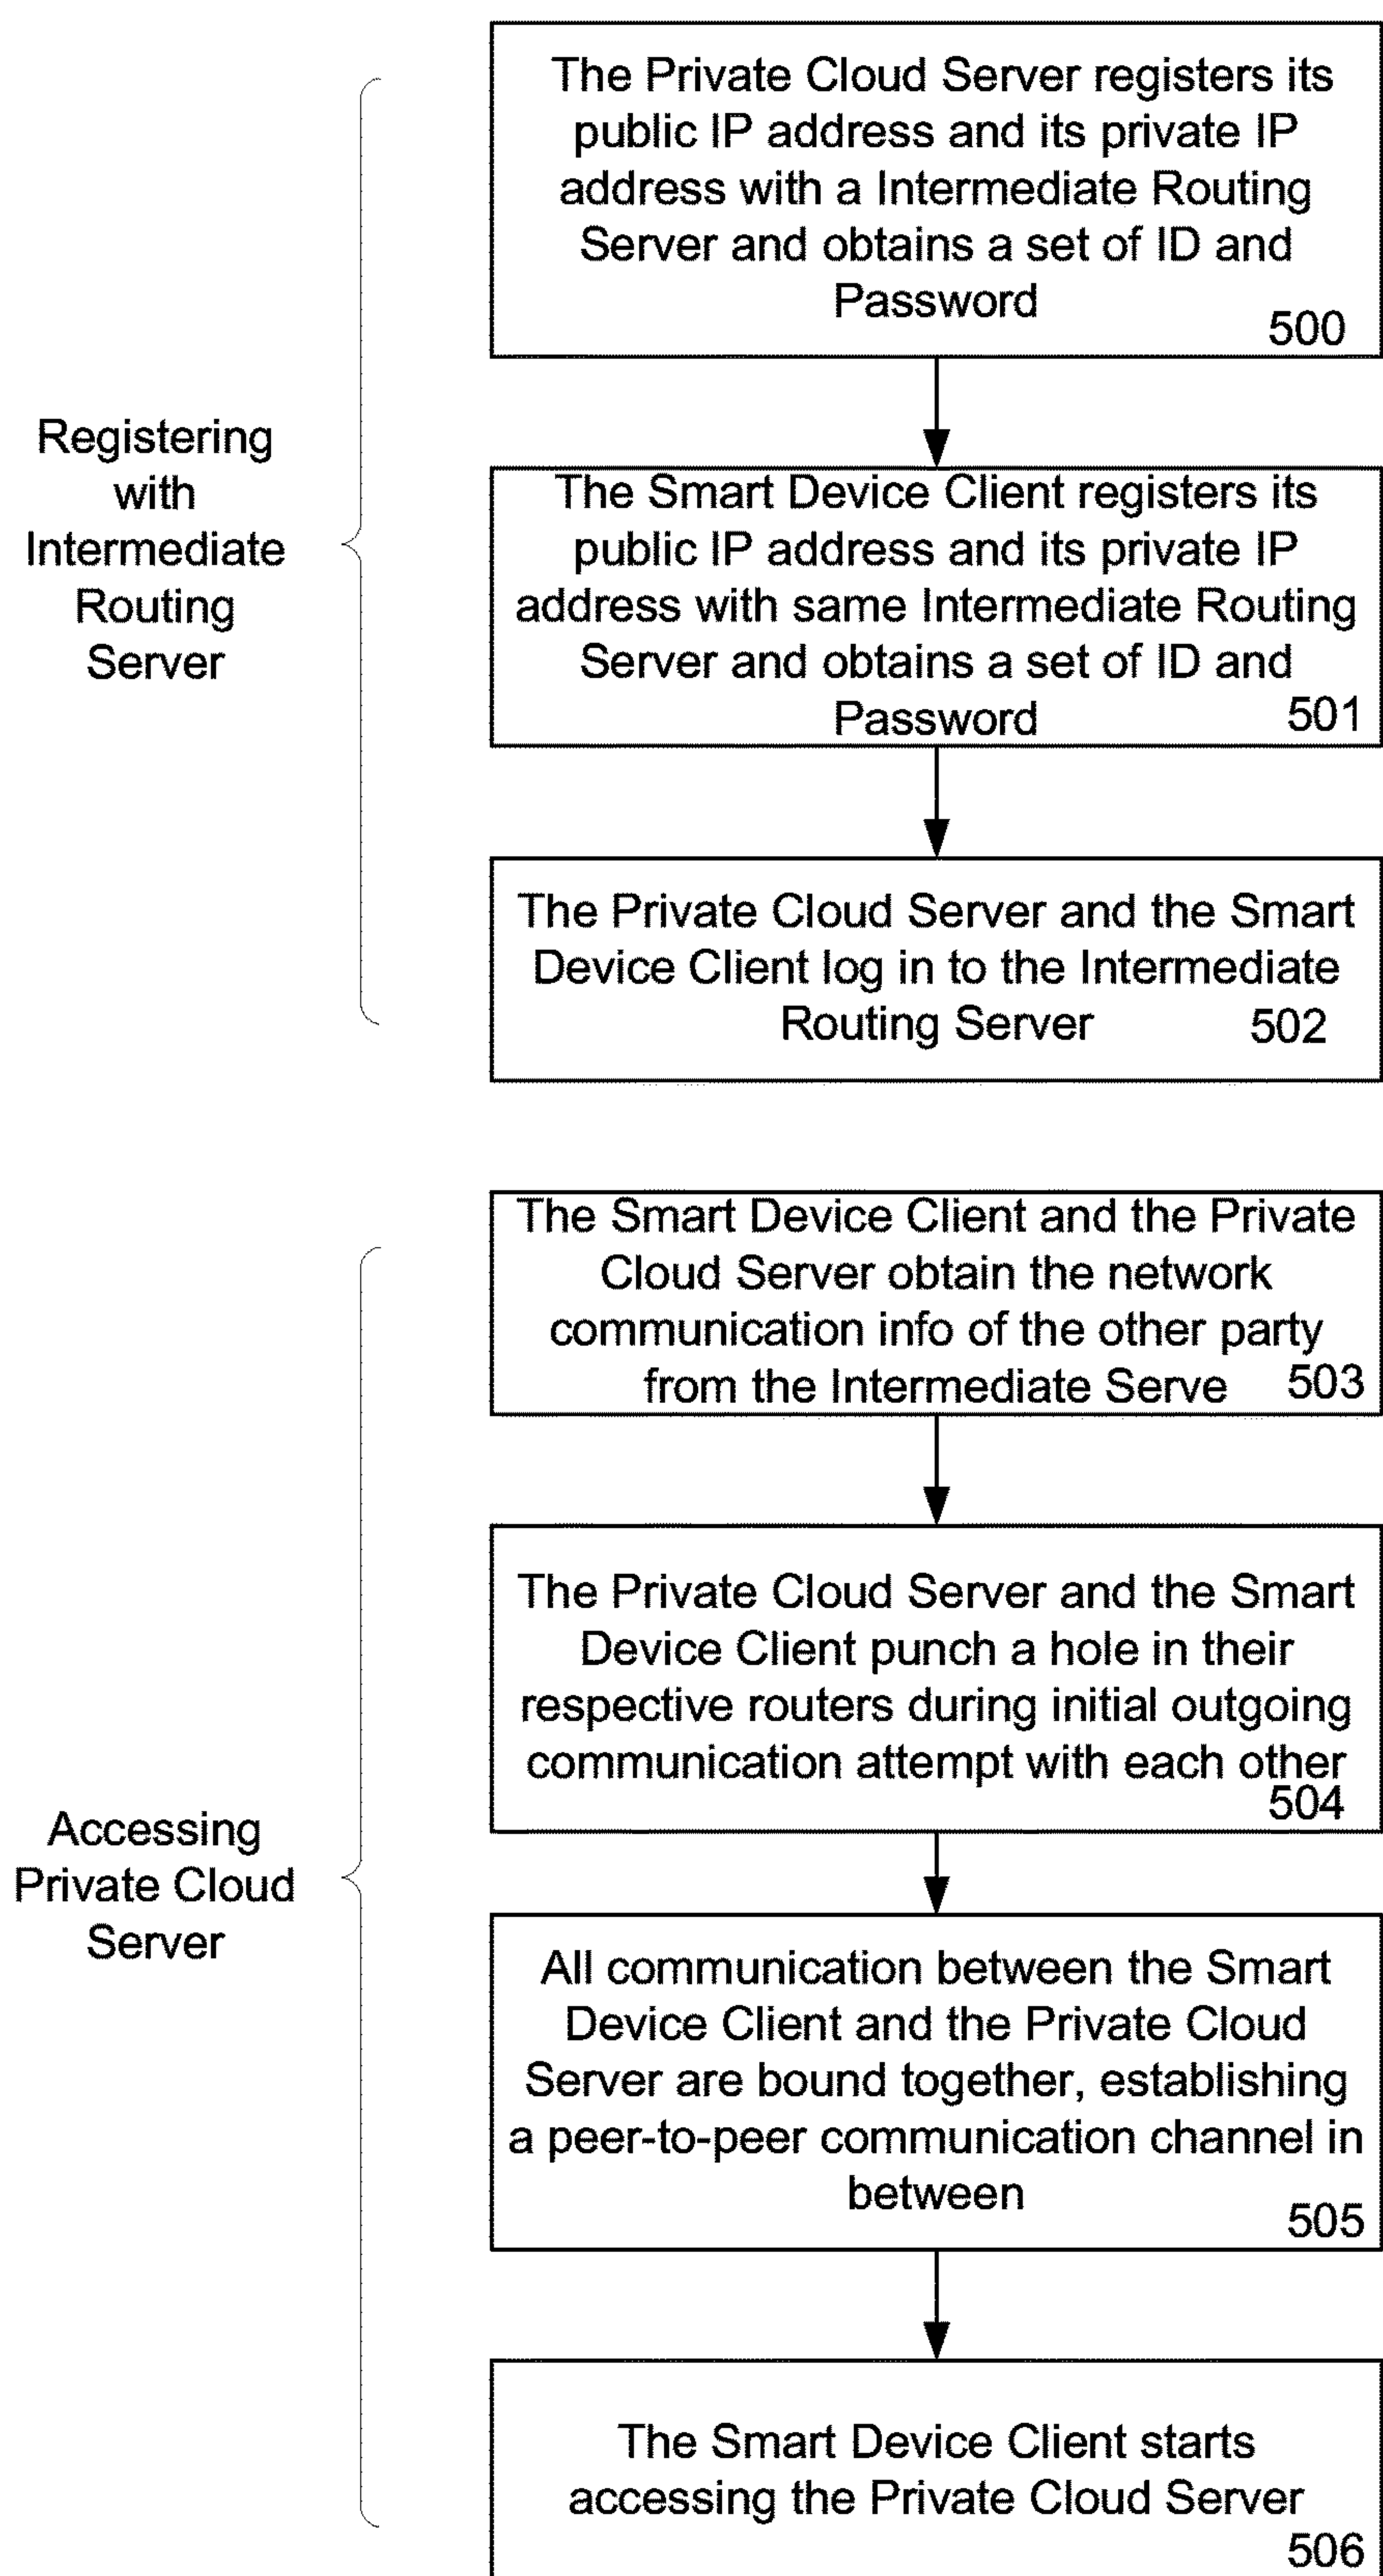 The Private Cloud Server registers its
public IP address and its private IP
address with a Intermediate Routing
Server and obtains a set of ID and
Password
500
Registering
with
Intermediate
Routing
Server
The Smart Device Client registers its
public IP address and its private IP
address with same Intermediate Routing
Server and obtains a set of ID and
Password
501
The Private Cloud Server and the Smart
Device Client log in to the Intermediate
Routing Server
502
The Smart Device Client and the Private
Cloud Server obtain the network
communication info of the other party
from the Intermediate Serve
503
The Private Cloud Server and the Smart
Device Client punch a hole in their
respective routers during initial outgoing
communication attempt with each other
504
Accessing
Private Cloud
Server
All communication between the Smart
Device Client and the Private Cloud
Server are bound together, establishing
a peer-to-peer communication channel in
between
505
The Smart Device Client starts
accessing the Private Cloud Server
506